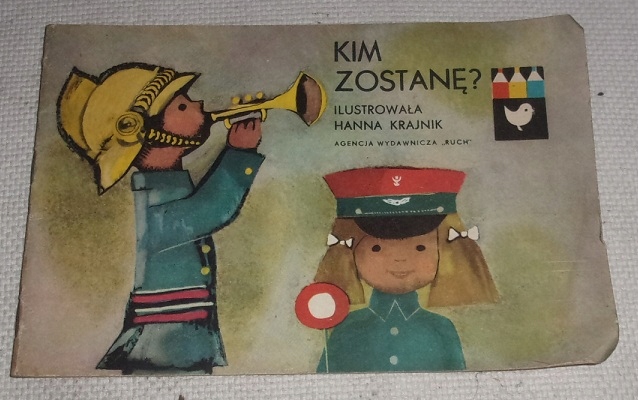 KIM
ZOSTANĘ?
ILUSTROWAŁA
HANNA KRAJNIK
AGENCJA WYDAWNICZA „RUCH"